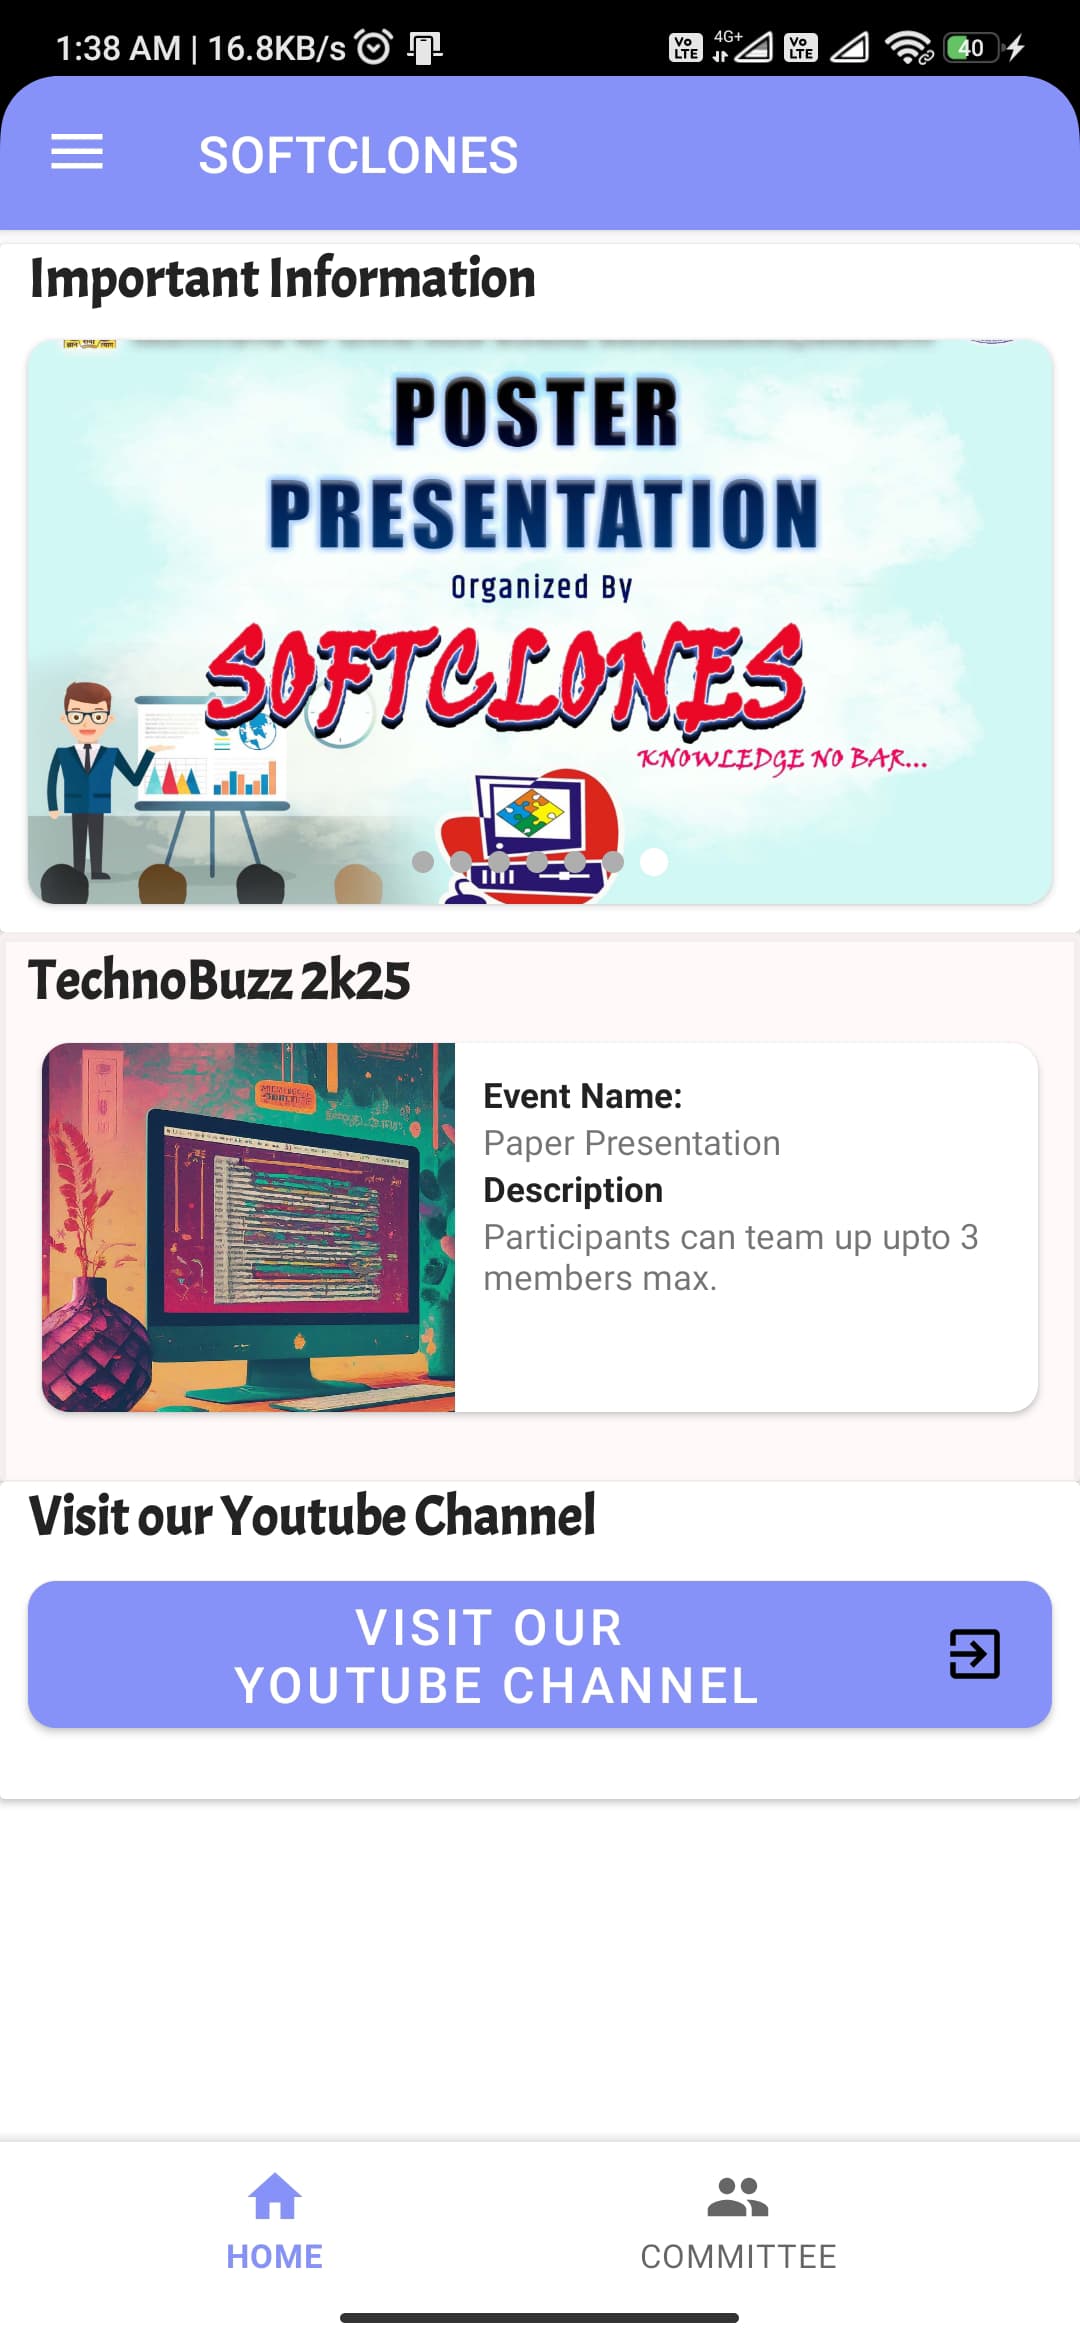 1:38 AM | 16.8KB/s
Vo LTE 4G+ Vo LTE 40
SOFTCLONES
Important Information
ज्ञान सेवा त्याग
POSTER
PRESENTATION
Organized By
SOFTCLONES
KNOWLEDGE NO BAR...
TechnoBuzz 2k25
Event Name:
Paper Presentation
Description
Participants can team up upto 3
members max.
Visit our Youtube Channel
VISIT OUR
YOUTUBE CHANNEL
HOME
COMMITTEE